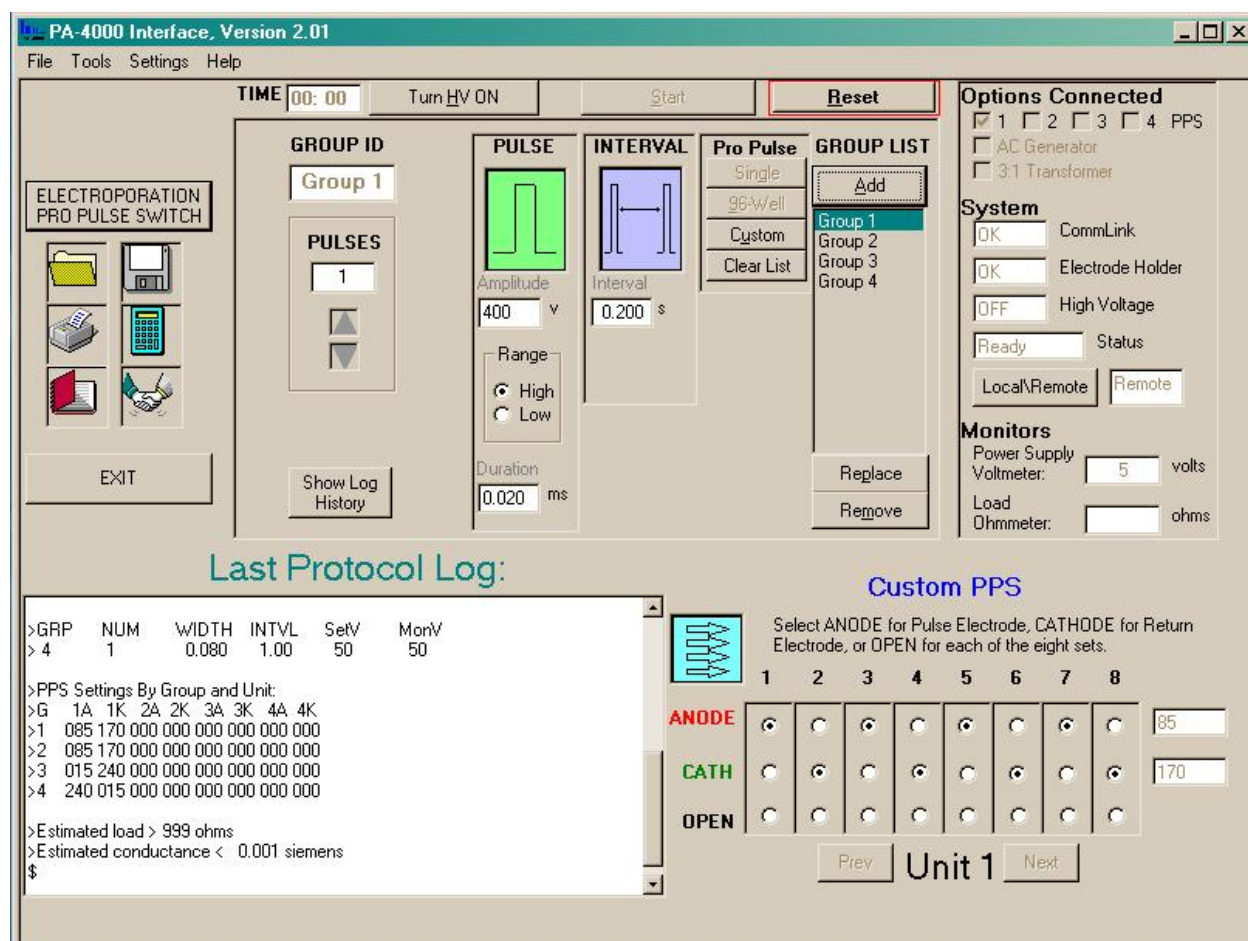 PA-4000 Interface, Version 2.01
File Tools Settings Help
TIME 00: 00 Turn HV ON Start Reset
ELECTROPORATION
PRO PULSE SWITCH
EXIT
GROUP ID
Group 1
PULSES
1
Show Log
History
PULSE
Amplitude
400 v
Range
High
Low
Duration
0.020 ms
INTERVAL
Interval
0.200 s
Pro Pulse
Single
96-Well
Custom
Clear List
GROUP LIST
Add
Group 1
Group 2
Group 3
Group 4
Replace
Remove
Options Connected
1 2 3 4 PPS
AC Generator
3:1 Transformer
System
OK CommLink
OK Electrode Holder
OFF High Voltage
Ready Status
Local\Remote Remote
Monitors
Power Supply
Voltmeter: 5 volts
Load
Ohmmeter: ohms
Last Protocol Log:
>GRP NUM WIDTH INTVL SetV MonV
> 4 1 0.080 1.00 50 50
>PPS Settings By Group and Unit:
>G 1A 1K 2A 2K 3A 3K 4A 4K
>1 085 170 000 000 000 000 000 000
>2 085 170 000 000 000 000 000 000
>3 015 240 000 000 000 000 000 000
>4 240 015 000 000 000 000 000 000
>Estimated load > 999 ohms
>Estimated conductance < 0.001 siemens
$
Custom PPS
Select ANODE for Pulse Electrode, CATHODE for Return
Electrode, or OPEN for each of the eight sets.
1 2 3 4 5 6 7 8
ANODE 85
CATH 170
OPEN
Prev Unit 1 Next